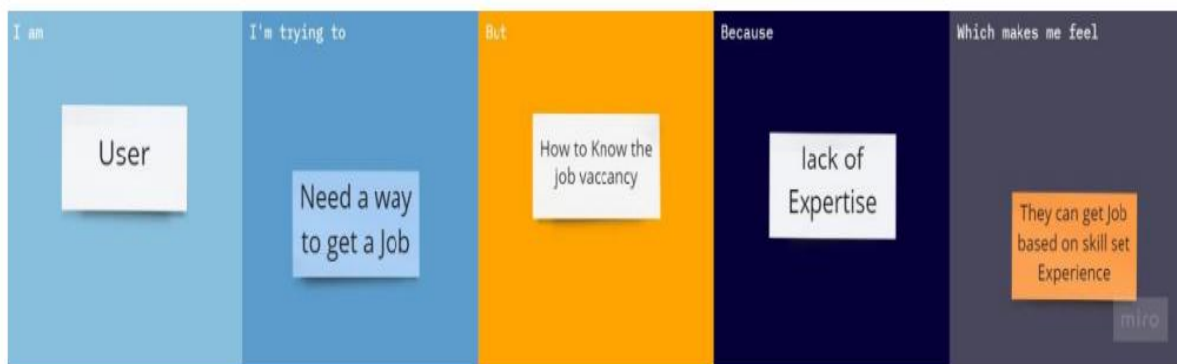 I am
User
I'm trying to
Need a way
to get a Job
But
How to Know the
job vaccancy
Because
lack of
Expertise
Which makes me feel
They can get Job
based on skill set
Experience
miro